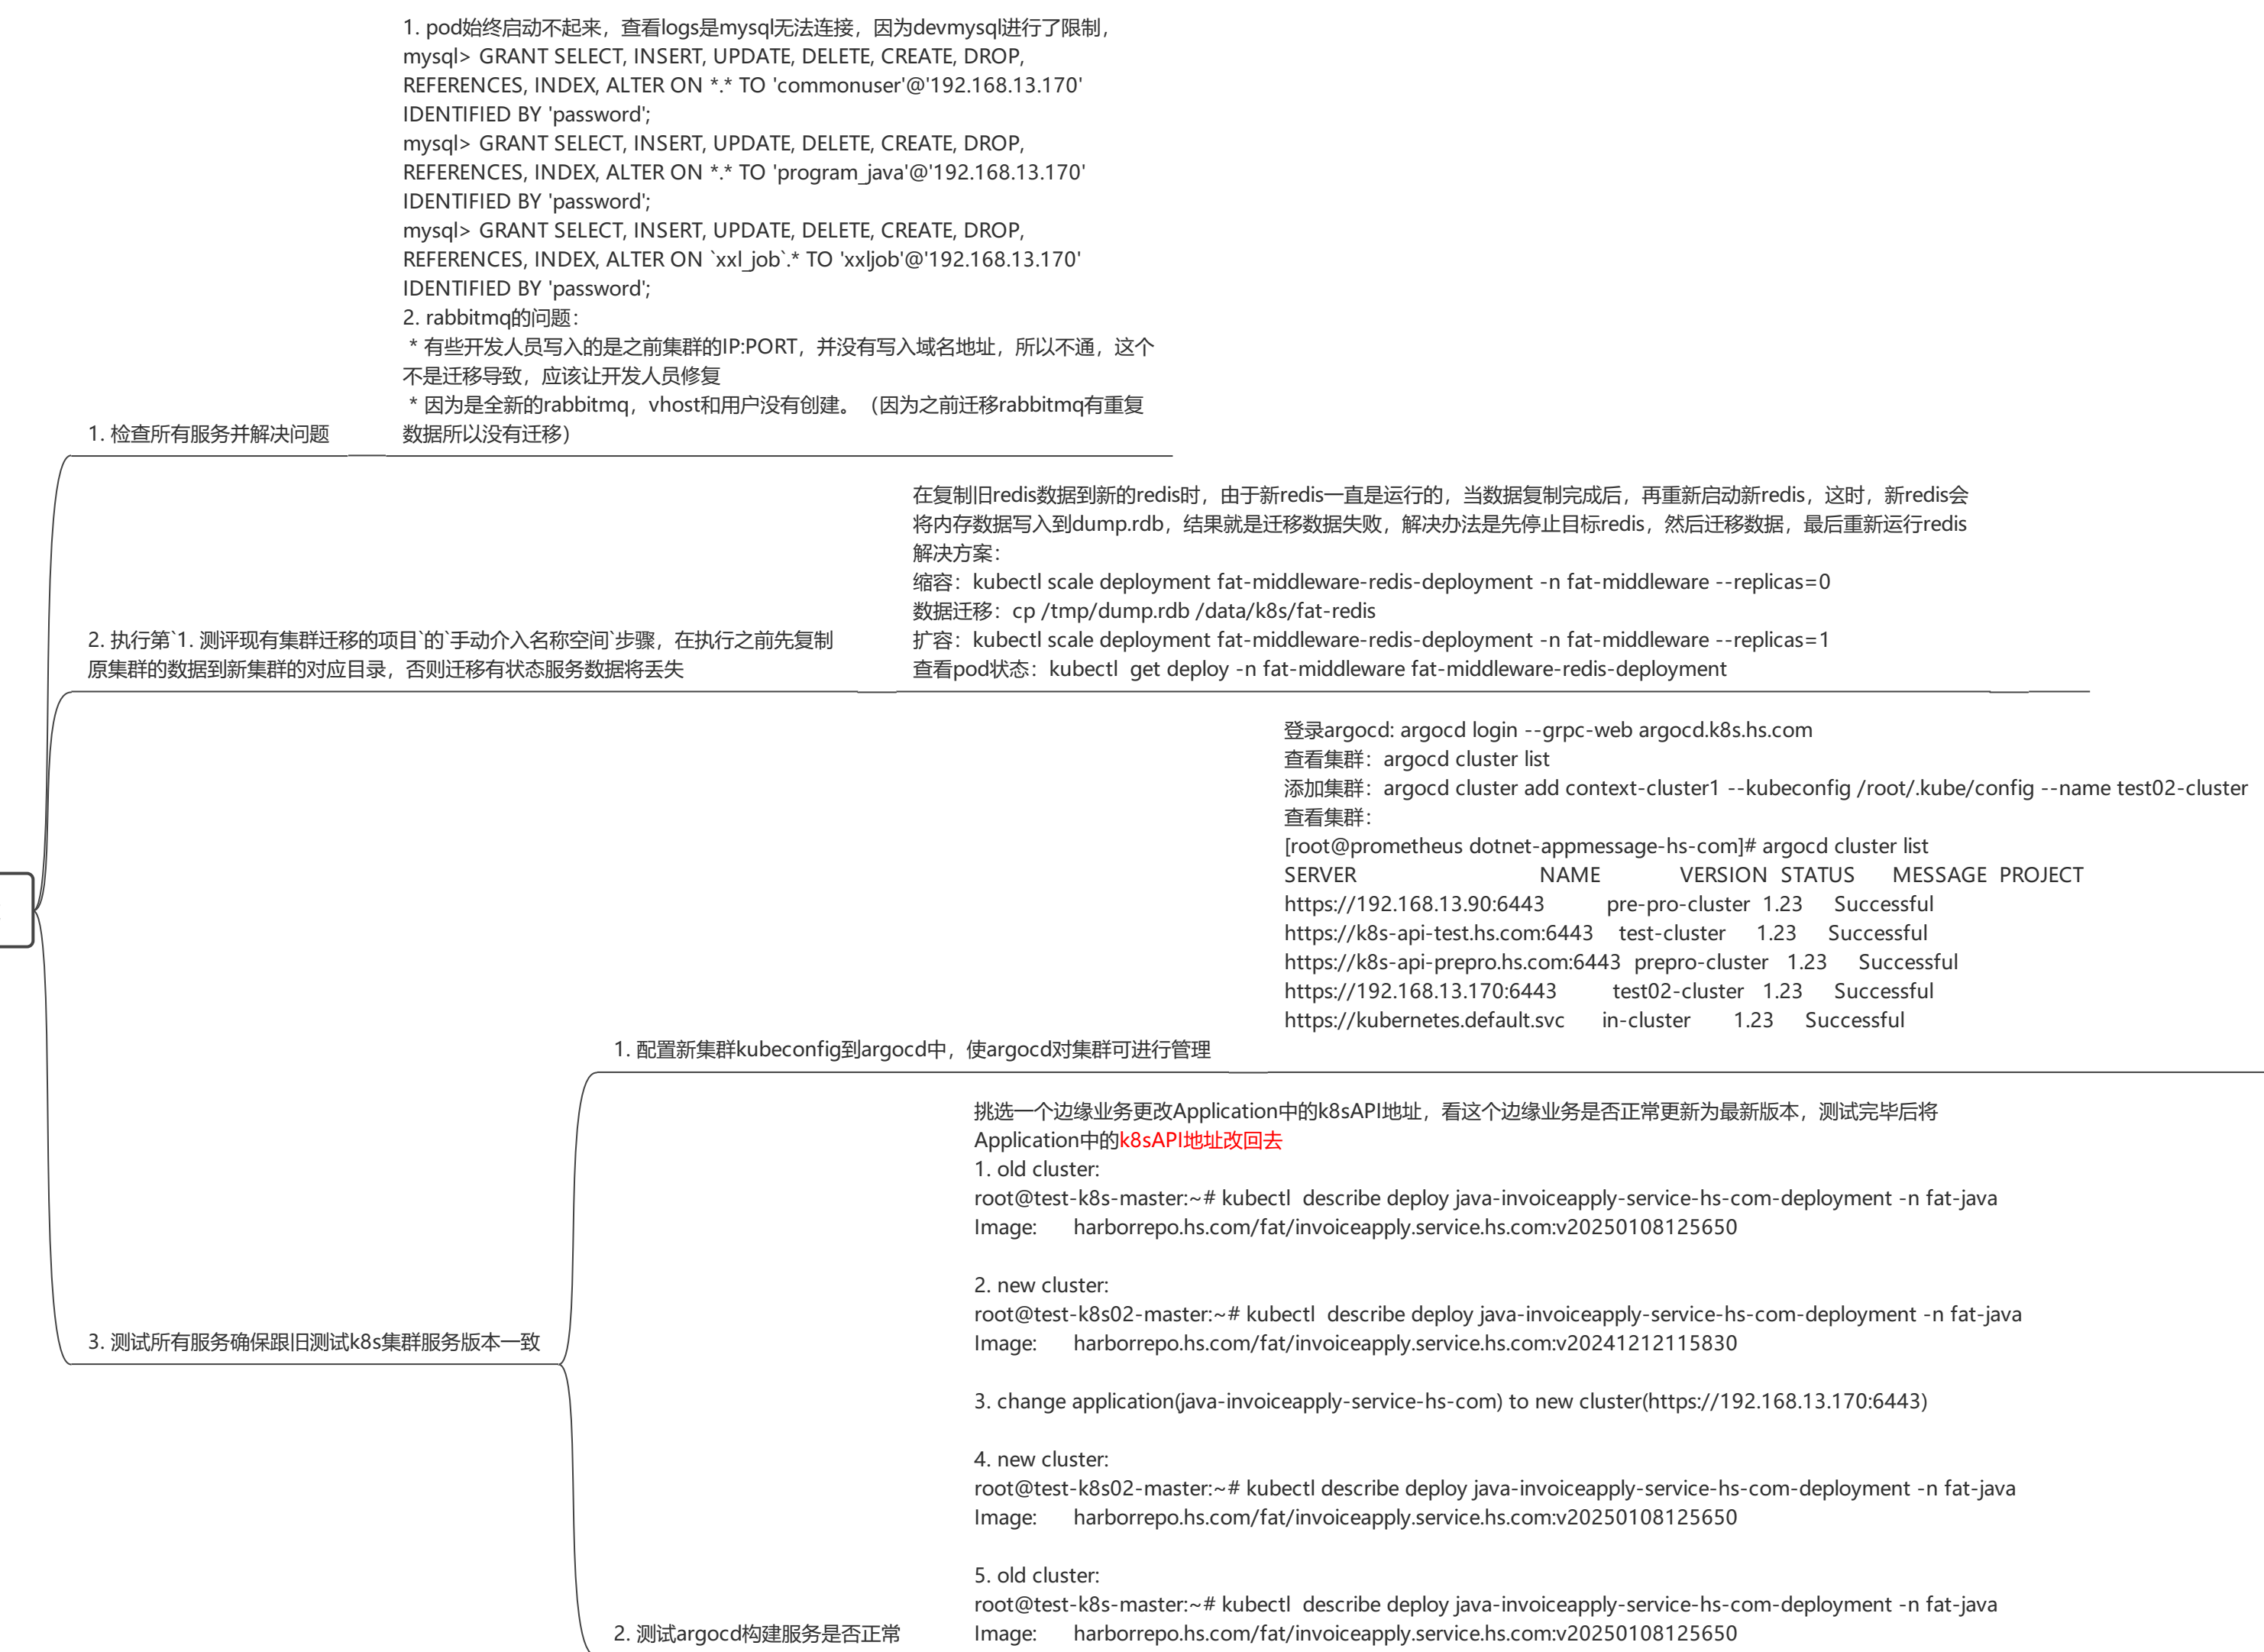 1. pod始终启动不起来，查看logs是mysql无法连接，因为devmysql进行了限制，
mysql> GRANT SELECT, INSERT, UPDATE, DELETE, CREATE, DROP,
REFERENCES, INDEX, ALTER ON *.* TO 'commonuser'@'192.168.13.170'
IDENTIFIED BY 'password';
mysql> GRANT SELECT, INSERT, UPDATE, DELETE, CREATE, DROP,
REFERENCES, INDEX, ALTER ON *.* TO 'program_java'@'192.168.13.170'
IDENTIFIED BY 'password';
mysql> GRANT SELECT, INSERT, UPDATE, DELETE, CREATE, DROP,
REFERENCES, INDEX, ALTER ON `xxl_job`.* TO 'xxljob'@'192.168.13.170'
IDENTIFIED BY 'password';
2. rabbitmq的问题：
* 有些开发人员写入的是之前集群的IP:PORT，并没有写入域名地址，所以不通，这个
不是迁移导致，应该让开发人员修复
* 因为是全新的rabbitmq，vhost和用户没有创建。（因为之前迁移rabbitmq有重复
数据所以没有迁移）
1. 检查所有服务并解决问题
在复制旧redis数据到新的redis时，由于新redis一直是运行的，当数据复制完成后，再重新启动新redis，这时，新redis会
将内存数据写入到dump.rdb，结果就是迁移数据失败，解决办法是先停止目标redis，然后迁移数据，最后重新运行redis
解决方案：
缩容：kubectl scale deployment fat-middleware-redis-deployment -n fat-middleware --replicas=0
数据迁移：cp /tmp/dump.rdb /data/k8s/fat-redis
扩容：kubectl scale deployment fat-middleware-redis-deployment -n fat-middleware --replicas=1
查看pod状态：kubectl  get deploy -n fat-middleware fat-middleware-redis-deployment
2. 执行第`1. 测评现有集群迁移的项目`的`手动介入名称空间`步骤，在执行之前先复制
原集群的数据到新集群的对应目录，否则迁移有状态服务数据将丢失
登录argocd: argocd login --grpc-web argocd.k8s.hs.com
查看集群：argocd cluster list
添加集群：argocd cluster add context-cluster1 --kubeconfig /root/.kube/config --name test02-cluster
查看集群：
[root@prometheus dotnet-appmessage-hs-com]# argocd cluster list
SERVER NAME VERSION STATUS MESSAGE PROJECT
https://192.168.13.90:6443 pre-pro-cluster 1.23 Successful
https://k8s-api-test.hs.com:6443 test-cluster 1.23 Successful
https://k8s-api-prepro.hs.com:6443 prepro-cluster 1.23 Successful
https://192.168.13.170:6443 test02-cluster 1.23 Successful
https://kubernetes.default.svc in-cluster 1.23 Successful
1. 配置新集群kubeconfig到argocd中，使argocd对集群可进行管理
挑选一个边缘业务更改Application中的k8sAPI地址，看这个边缘业务是否正常更新为最新版本，测试完毕后将
Application中的k8sAPI地址改回去
1. old cluster:
root@test-k8s-master:~# kubectl  describe deploy java-invoiceapply-service-hs-com-deployment -n fat-java
Image: harborrepo.hs.com/fat/invoiceapply.service.hs.com:v20250108125650
2. new cluster:
root@test-k8s02-master:~# kubectl  describe deploy java-invoiceapply-service-hs-com-deployment -n fat-java
Image: harborrepo.hs.com/fat/invoiceapply.service.hs.com:v20241212115830
3. 测试所有服务确保跟旧测试k8s集群服务版本一致
3. change application(java-invoiceapply-service-hs-com) to new cluster(https://192.168.13.170:6443)
4. new cluster:
root@test-k8s02-master:~# kubectl describe deploy java-invoiceapply-service-hs-com-deployment -n fat-java
Image: harborrepo.hs.com/fat/invoiceapply.service.hs.com:v20250108125650
5. old cluster:
root@test-k8s-master:~# kubectl  describe deploy java-invoiceapply-service-hs-com-deployment -n fat-java
Image: harborrepo.hs.com/fat/invoiceapply.service.hs.com:v20250108125650
2. 测试argocd构建服务是否正常